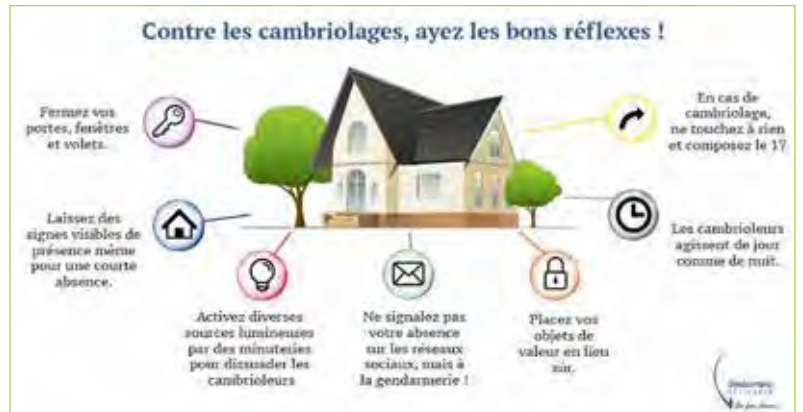 Contre les cambriolages, ayez les bons réflexes !
Fermez vos
portes, fenêtres
et volets.
Laissez des
signes visibles de
présence même
pour une courte
absence.
Activez diverses
sources lumineuses
par des minuteries
pour dissuader les
cambrioleurs
Ne signalez pas
votre absence
sur les réseaux
sociaux, mais à
la gendarmerie !
Placez vos
objets de
valeur en lieu
sûr.
Les cambrioleurs
agissent de jour
comme de nuit.
En cas de
cambriolage,
ne touchez à rien
et composez le 17